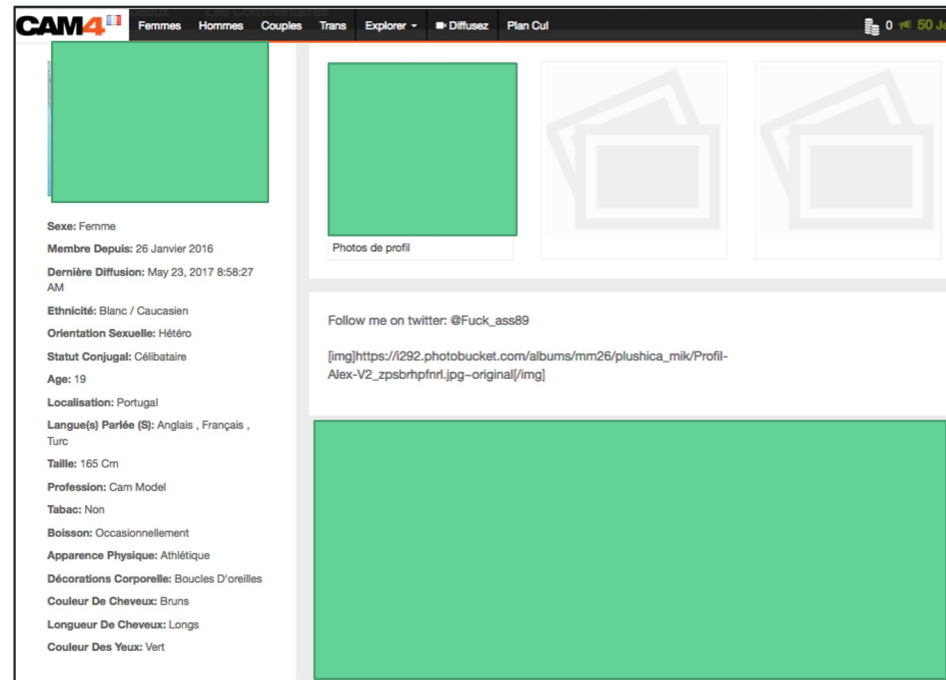 CAM4
Femmes Hommes Couples Trans Explorer Diffusez Plan Cul
0 50
Sexe: Femme
Membre Depuis: 26 Janvier 2016
Dernière Diffusion: May 23, 2017 8:58:27
AM
Ethnicité: Blanc / Caucasien
Orientation Sexuelle: Hétéro
Statut Conjugal: Célibataire
Age: 19
Localisation: Portugal
Langue(s) Parlée (S): Anglais , Français ,
Turc
Taille: 165 Cm
Profession: Cam Model
Tabac: Non
Boisson: Occasionnellement
Apparence Physique: Athlétique
Décorations Corporelle: Boucles D'oreilles
Couleur De Cheveux: Bruns
Longueur De Cheveux: Longs
Couleur Des Yeux: Vert
Photos de profil
Follow me on twitter: @Fuck_ass89
[img]https://i292.photobucket.com/albums/mm26/plushica_mik/Profil-
Alex-V2_zpsbrhpfnrl.jpg~original[/img]